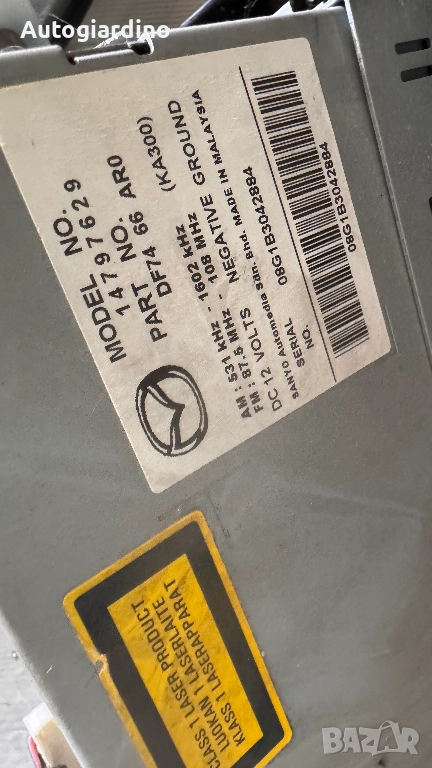 Autogiardino
MODEL NO.
14797629
PART NO.
DF74 66 AR0
(KA300)
AM : 531 KHz - 1602 KHz
FM : 87.5 MHz - 108 MHz
DC 12 VOLTS NEGATIVE GROUND
SANYO Automedia Sdn. Bhd. MADE IN MALAYSIA
SERIAL NO.
08G1B3042884
08G1B3042884
CLASS 1 LASER PRODUCT
LUOKAN 1 LASERLAITE
KLASS 1 LASERAPPARAT
BAZAR